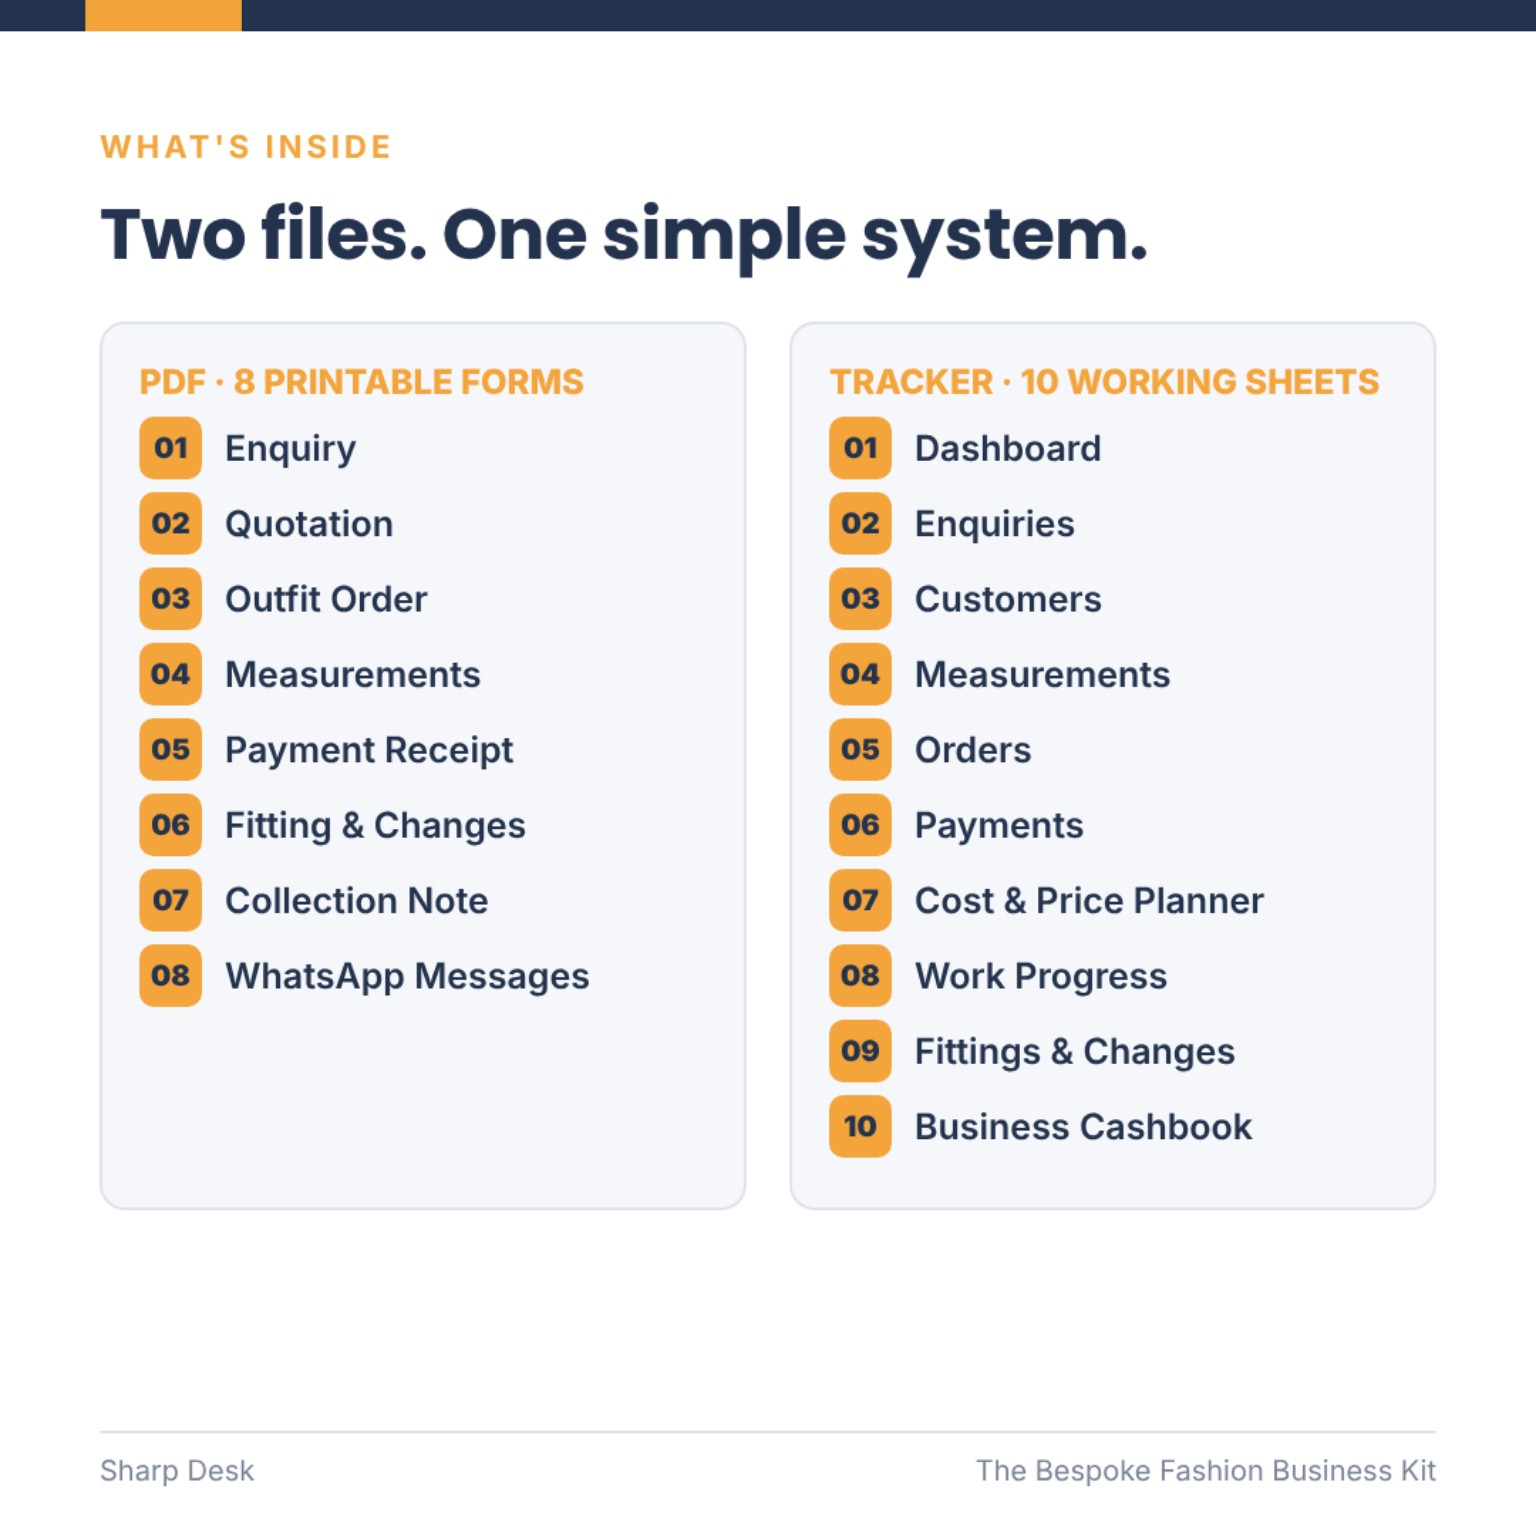 WHAT'S INSIDE
Two files. One simple system.
PDF · 8 PRINTABLE FORMS
01 Enquiry
02 Quotation
03 Outfit Order
04 Measurements
05 Payment Receipt
06 Fitting & Changes
07 Collection Note
08 WhatsApp Messages
TRACKER · 10 WORKING SHEETS
01 Dashboard
02 Enquiries
03 Customers
04 Measurements
05 Orders
06 Payments
07 Cost & Price Planner
08 Work Progress
09 Fittings & Changes
10 Business Cashbook
Sharp Desk
The Bespoke Fashion Business Kit